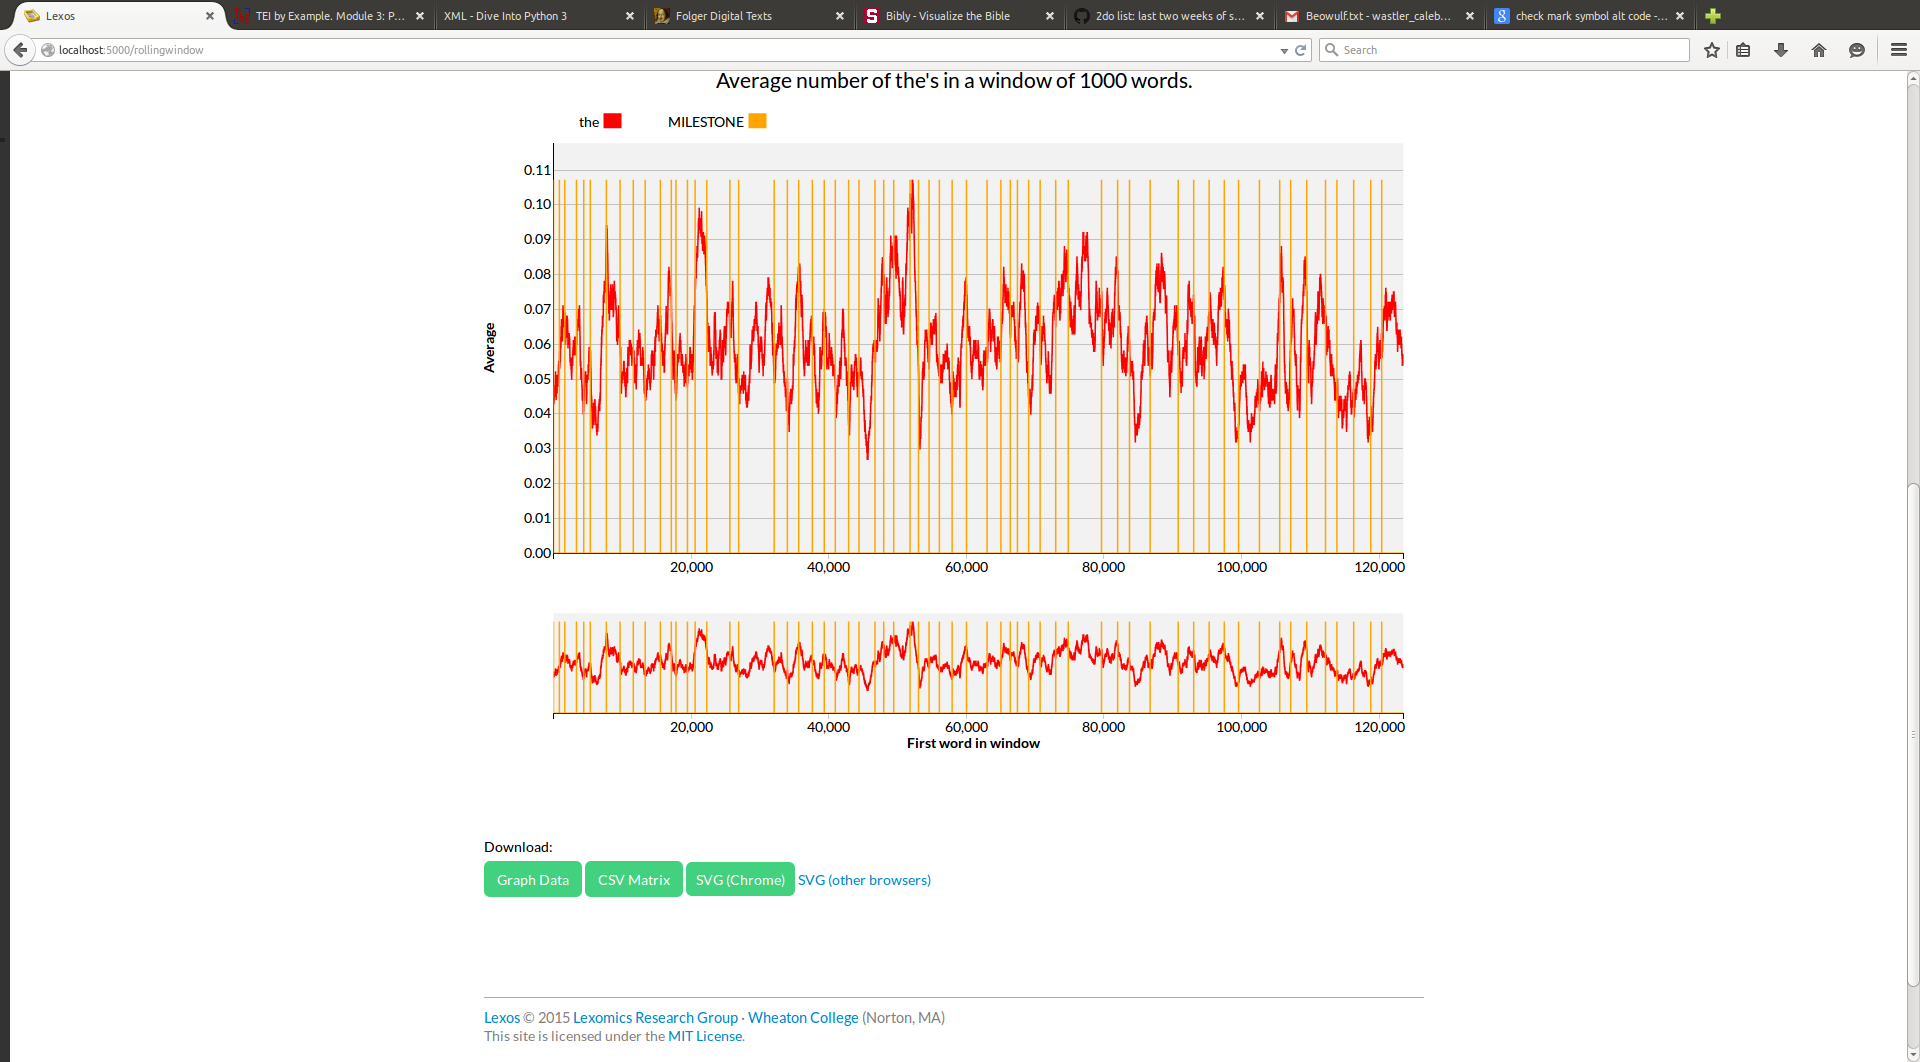 Lexos
TEI by Example. Module 3: P...
XML - Dive Into Python 3
Folger Digital Texts
Bibly - Visualize the Bible
2do list: last two weeks of s...
Beowulf.txt - wastler_caleb...
check mark symbol alt code -...
localhost:5000/rollingwindow
Search
Average number of the's in a window of 1000 words.
the
MILESTONE
0.11
0.10
0.09
0.08
0.07
0.06
0.05
0.04
0.03
0.02
0.01
0.00
Average
20,000 40,000 60,000 80,000 100,000 120,000
20,000 40,000 60,000 80,000 100,000 120,000
First word in window
Download:
Graph Data CSV Matrix SVG (Chrome) SVG (other browsers)
Lexos © 2015 Lexomics Research Group · Wheaton College (Norton, MA)
This site is licensed under the MIT License.